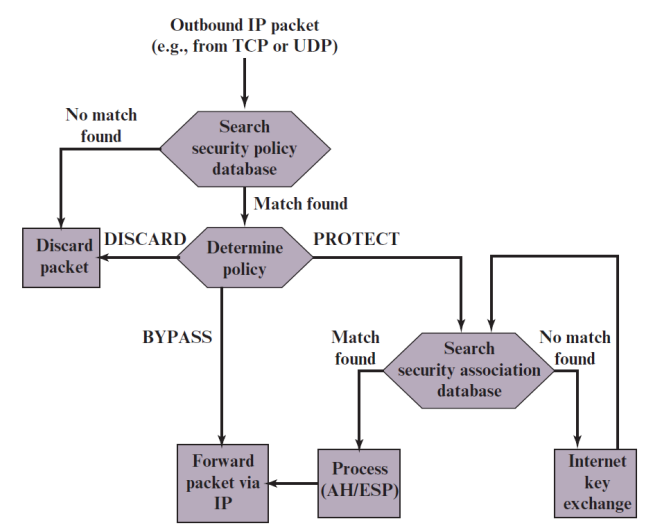 Outbound IP packet
(e.g., from TCP or UDP)
No match
found
Search
security policy
database
Match found
Discard
packet
DISCARD
Determine
policy
PROTECT
BYPASS
Match
found
Search
security association
database
No match
found
Forward
packet via
IP
Process
(AH/ESP)
Internet
key
exchange